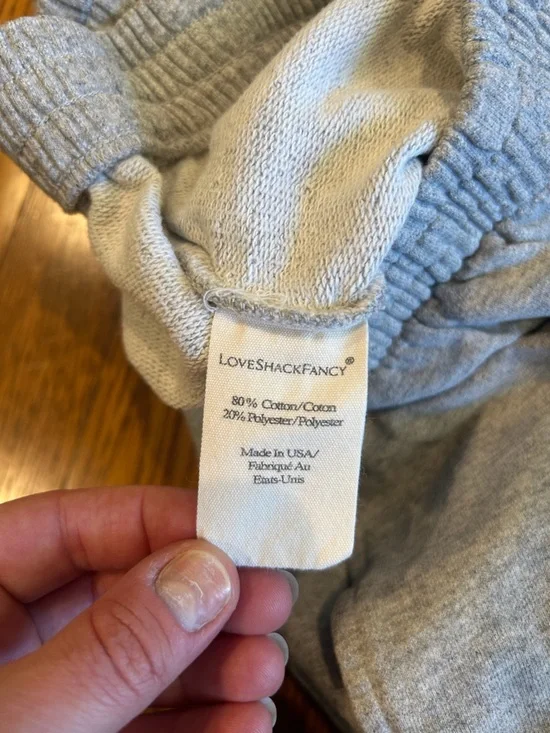 LOVESHACKFANCY®
80% Cotton/Coton
20% Polyester/Polyester
Made In USA/
Fabriqué Au
Etats-Unis